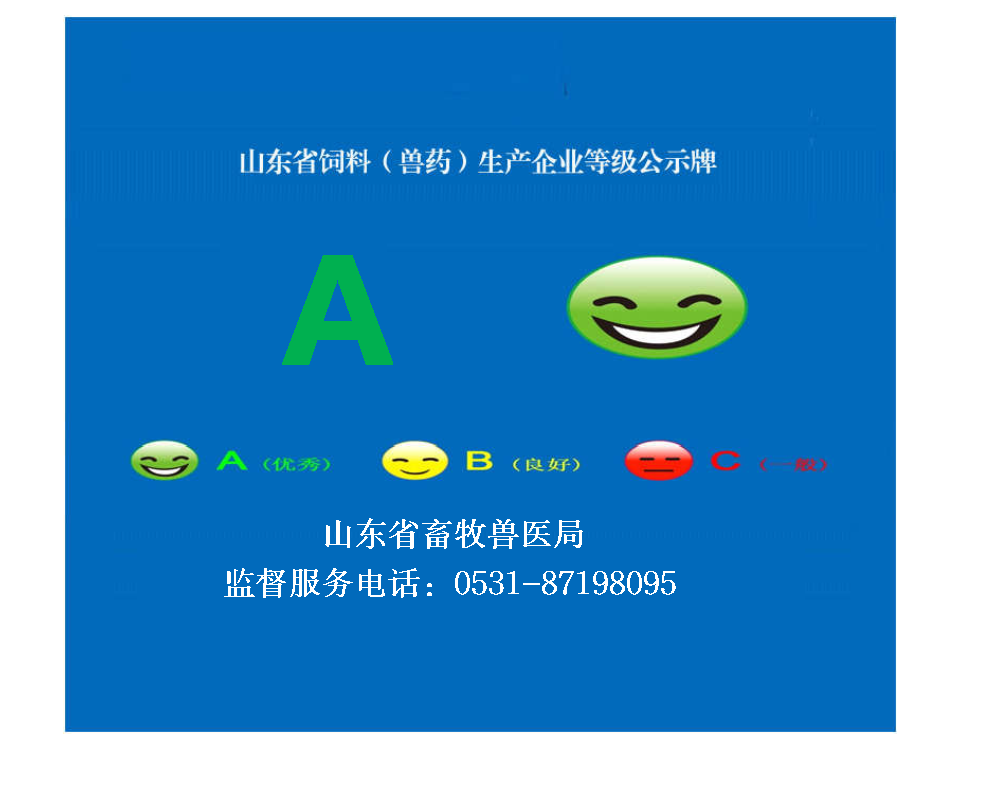 山东省饲料（兽药）生产企业等级公示牌
A
A（优秀） B（良好） C（一般）
山东省畜牧兽医局
监督服务电话：0531-87198095